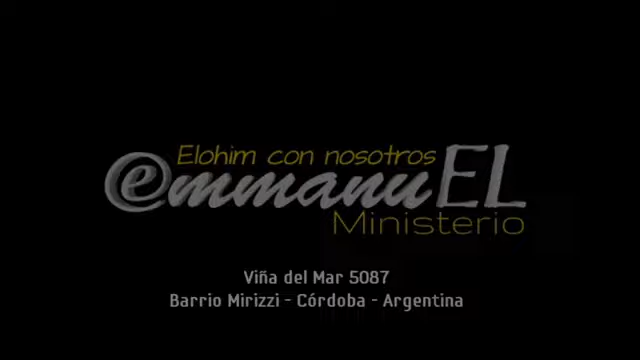 Elohim con nosotros
emmanuEL
Ministerio
Viña del Mar 5087
Barrio Mirizzi - Córdoba - Argentina